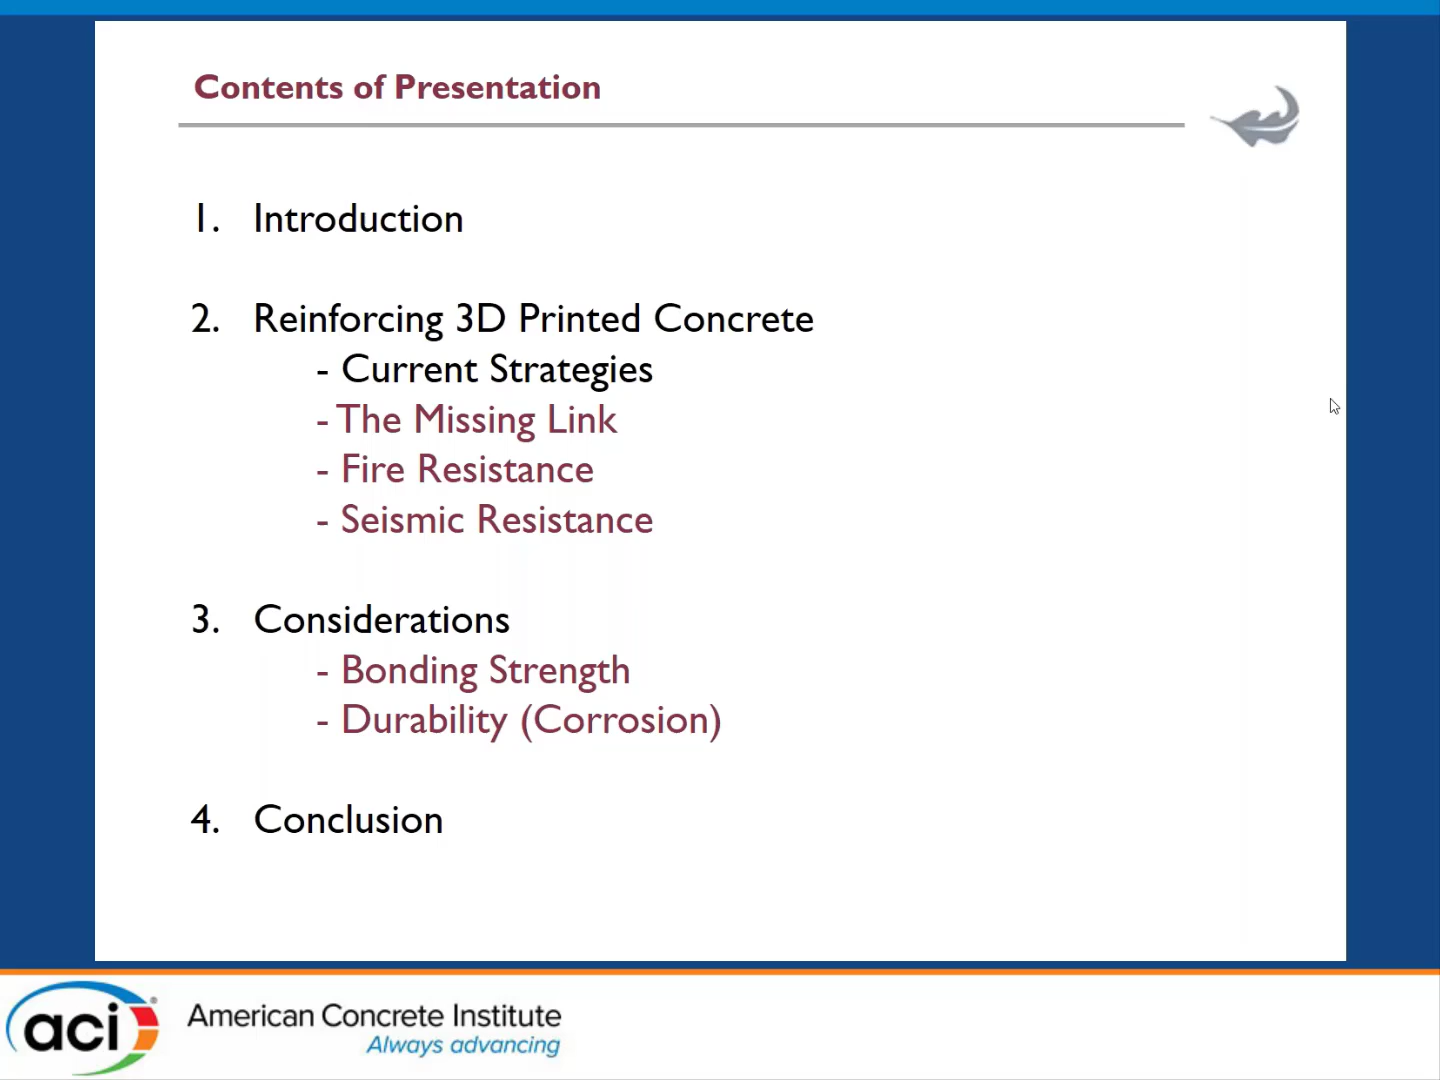 Contents of Presentation
1. Introduction
2. Reinforcing 3D Printed Concrete
- Current Strategies
- The Missing Link
- Fire Resistance
- Seismic Resistance
3. Considerations
- Bonding Strength
- Durability (Corrosion)
4. Conclusion
aci®
American Concrete Institute
Always advancing